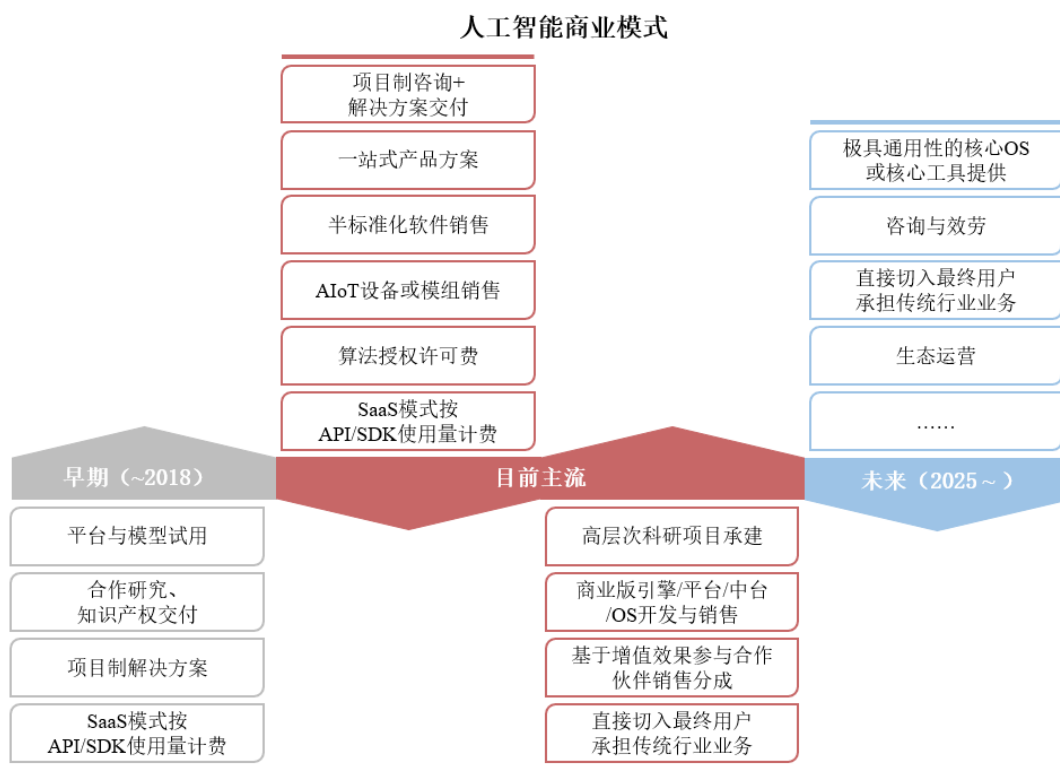 人工智能商业模式
项目制咨询+
解决方案交付
一站式产品方案
半标准化软件销售
AIoT设备或模组销售
算法授权许可费
SaaS模式按
API/SDK使用量计费
极具通用性的核心OS
或核心工具提供
咨询与效劳
直接切入最终用户
承担传统行业业务
生态运营
……
早期（~2018）
目前主流
未来（2025～）
平台与模型试用
合作研究、
知识产权交付
项目制解决方案
SaaS模式按
API/SDK使用量计费
高层次科研项目承建
商业版引擎/平台/中台
/OS开发与销售
基于增值效果参与合作
伙伴销售分成
直接切入最终用户
承担传统行业业务